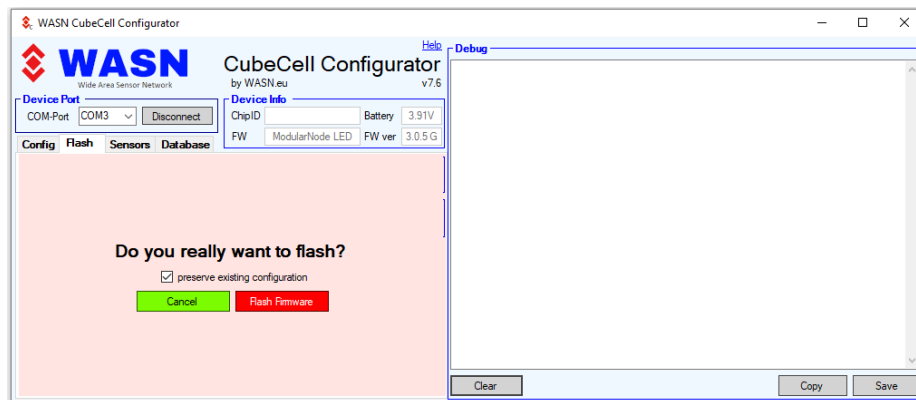 WASN CubeCell Configurator
WASN
Wide Area Sensor Network
CubeCell Configurator
Help
by WASN.eu
v7.6
Device Port
COM-Port COM3 Disconnect
Device Info
ChipID Battery 3.91V
FW ModularNode LED FW ver 3.0.5 G
Config Flash Sensors Database
Do you really want to flash?
preserve existing configuration
Cancel Flash Firmware
Debug
Clear Copy Save